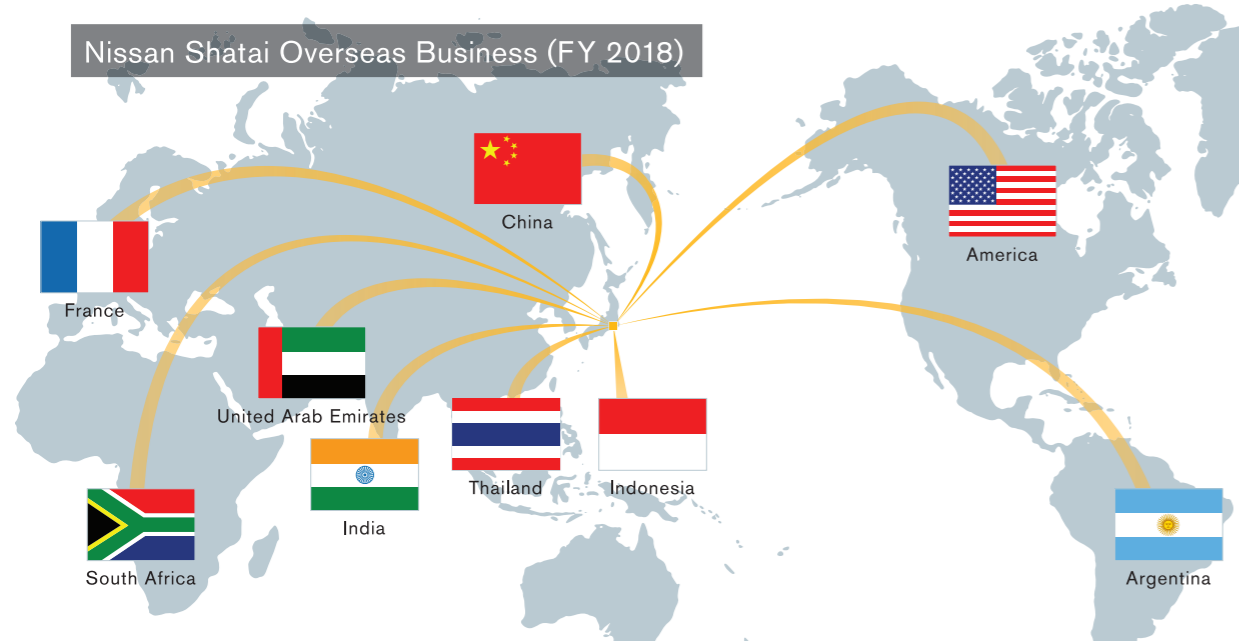 Nissan Shatai Overseas Business (FY 2018)
China
America
France
United Arab Emirates
Thailand
Indonesia
India
South Africa
Argentina